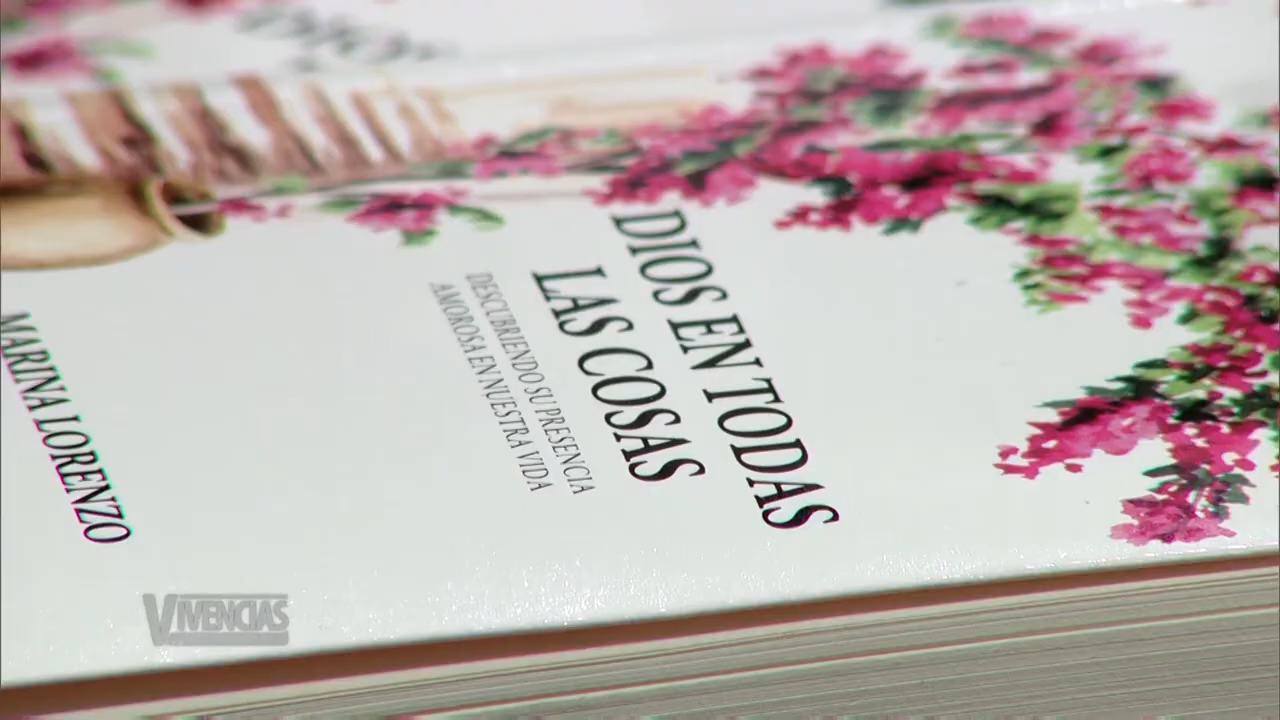 DIOS EN TODAS
LAS COSAS
DESCUBRIENDO SU PRESENCIA
AMOROSA EN NUESTRA VIDA
MARINA LORENZO
VIVENCIAS